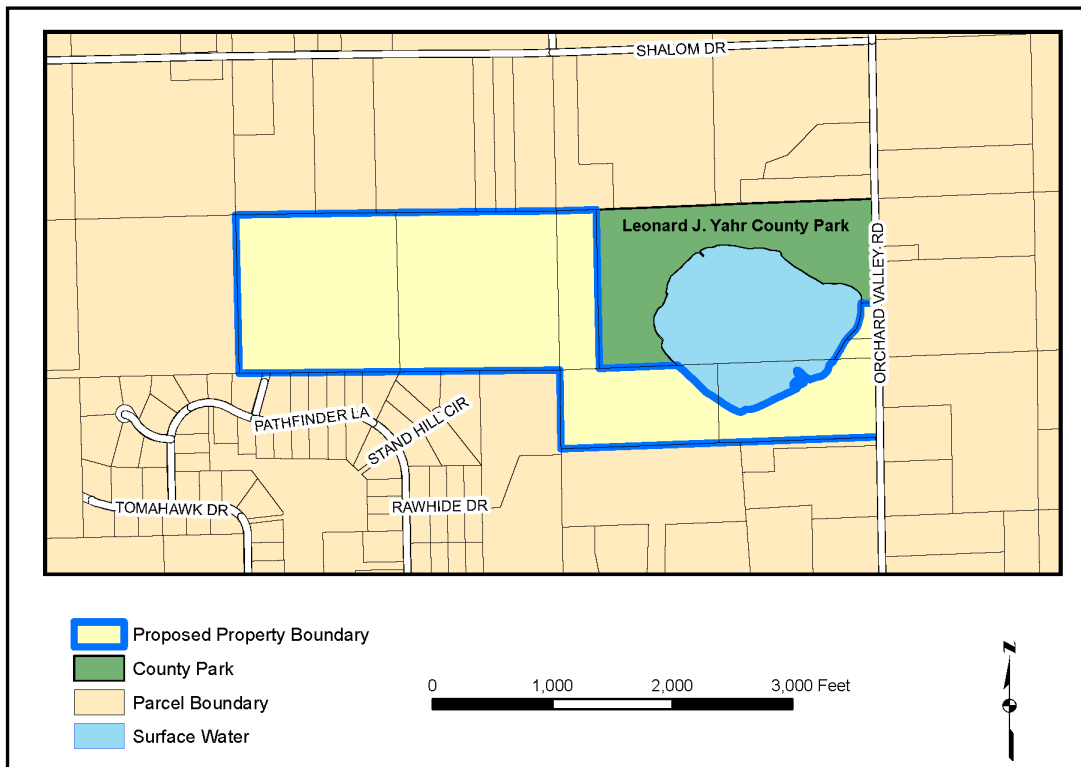 SHALOM DR
Leonard J. Yahr County Park
ORCHARD VALLEY RD
PATHFINDER LA
STAND HILL CIR
TOMAHAWK DR
RAWHIDE DR
Proposed Property Boundary
County Park
Parcel Boundary
Surface Water
0 1,000 2,000 3,000 Feet
N